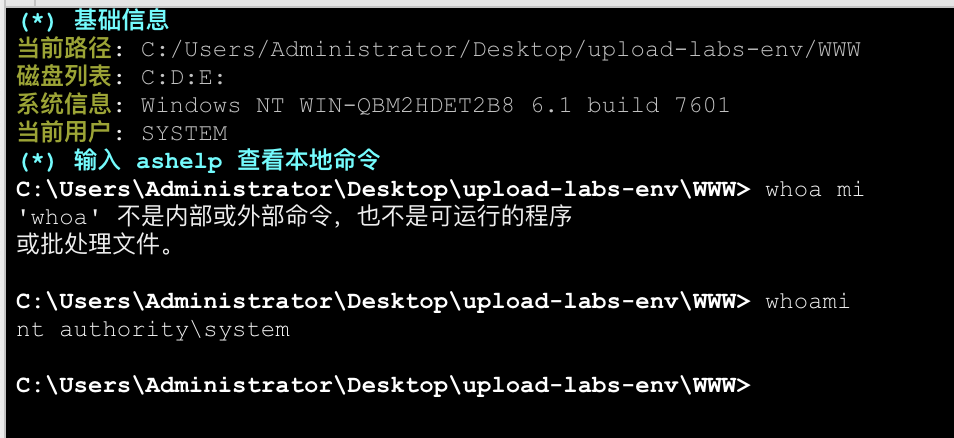 (*) 基础信息
当前路径: C:/Users/Administrator/Desktop/upload-labs-env/WWW
磁盘列表: C:D:E:
系统信息: Windows NT WIN-QBM2HDET2B8 6.1 build 7601
当前用户: SYSTEM
(*) 输入 ashelp 查看本地命令
C:\Users\Administrator\Desktop\upload-labs-env\WWW> whoa mi
'whoa' 不是内部或外部命令，也不是可运行的程序
或批处理文件。
C:\Users\Administrator\Desktop\upload-labs-env\WWW> whoami
nt authority\system
C:\Users\Administrator\Desktop\upload-labs-env\WWW>